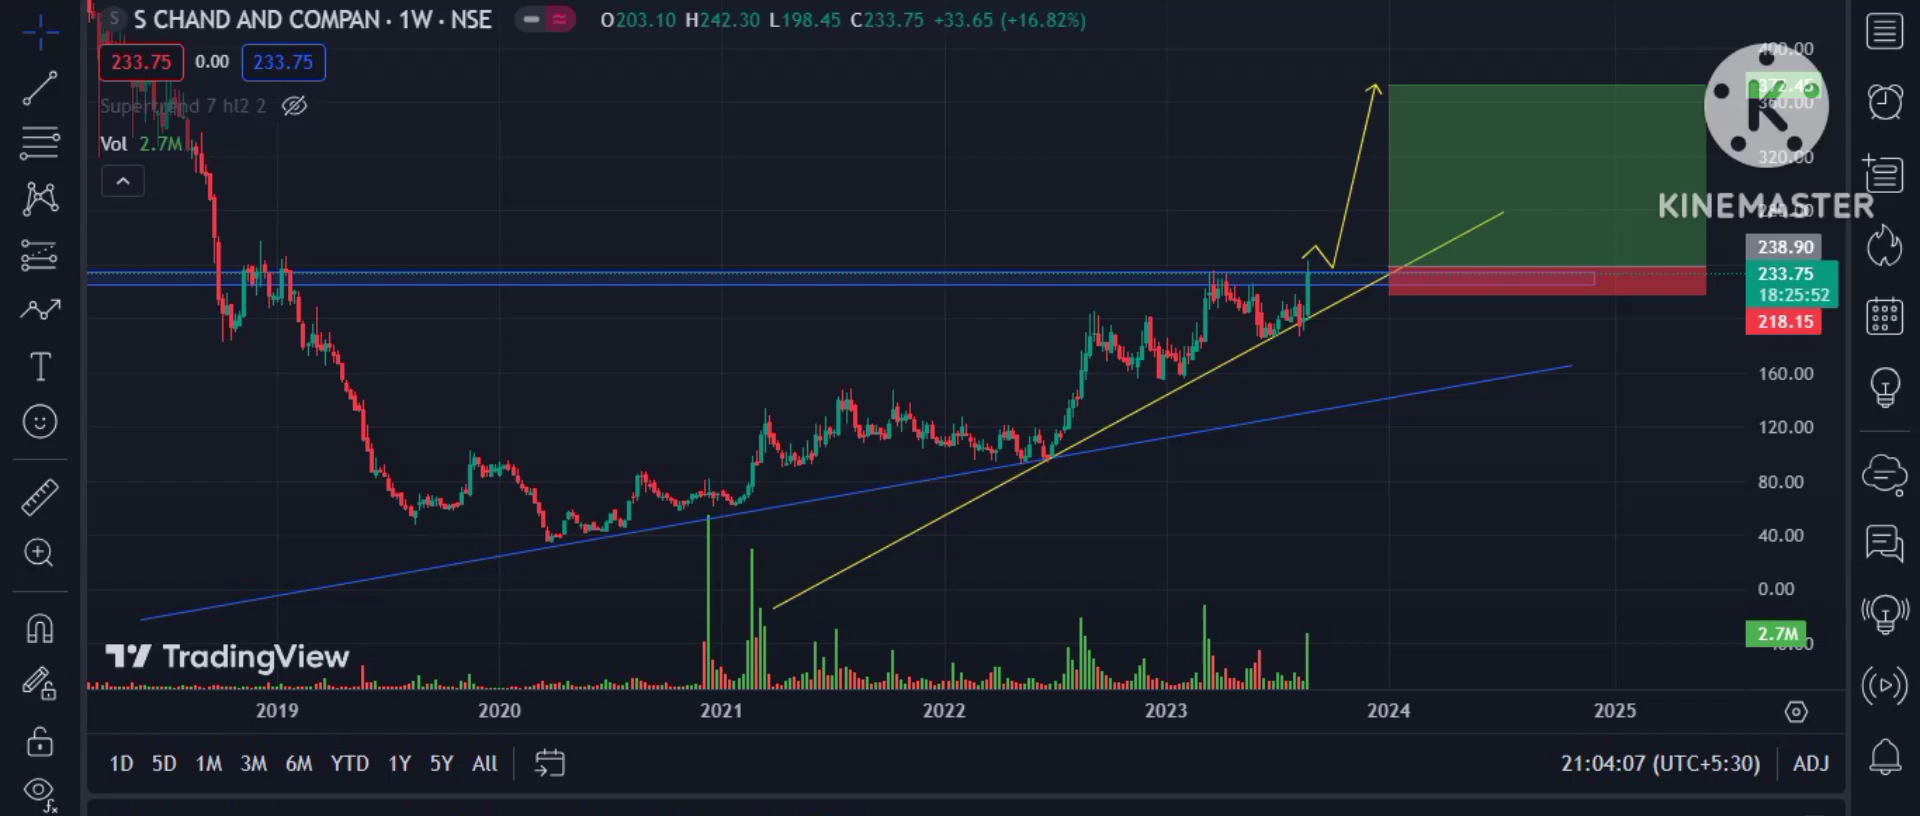 S S CHAND AND COMPAN · 1W · NSE O203.10 H242.30 L198.45 C233.75 +33.65 (+16.82%)
233.75 0.00 233.75
Supertrend 7 hl2 2
Vol 2.7M
400.00
372.45
360.00
K
320.00
KINEMASTER
280.00
238.90
233.75
18:25:52
218.15
160.00
120.00
80.00
40.00
0.00
2.7M
TradingView
2019 2020 2021 2022 2023 2024 2025
1D 5D 1M 3M 6M YTD 1Y 5Y All 21:04:07 (UTC+5:30) ADJ